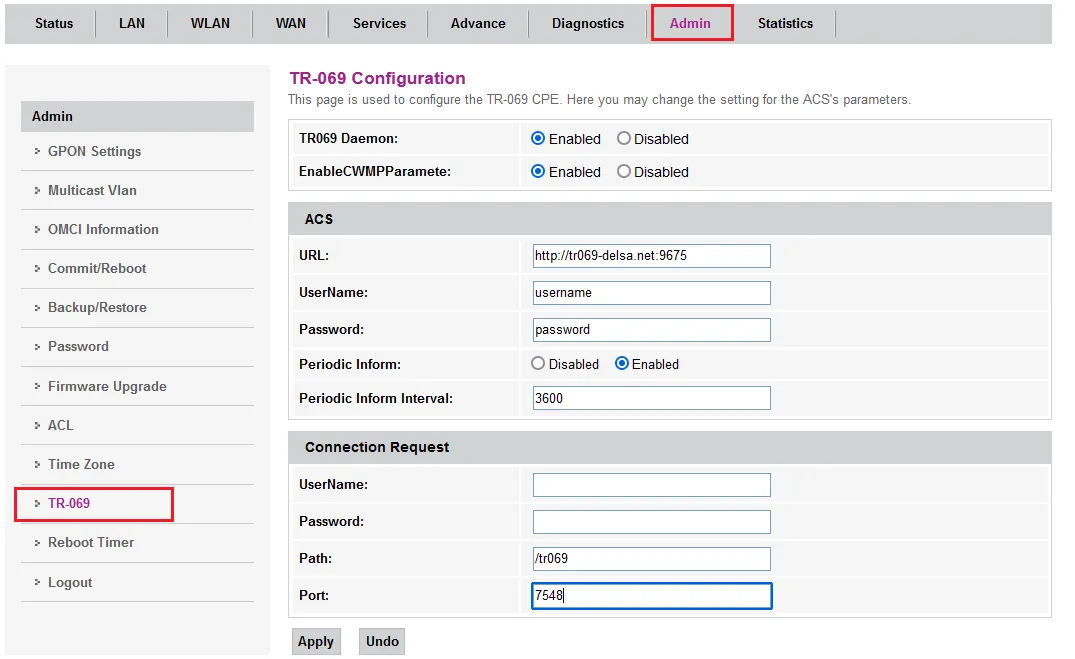 Status LAN WLAN WAN Services Advance Diagnostics Admin Statistics
Admin
GPON Settings
Multicast Vlan
OMCI Information
Commit/Reboot
Backup/Restore
Password
Firmware Upgrade
ACL
Time Zone
TR-069
Reboot Timer
Logout
TR-069 Configuration
This page is used to configure the TR-069 CPE. Here you may change the setting for the ACS's parameters.
TR069 Daemon: Enabled Disabled
EnableCWMPParamete: Enabled Disabled
ACS
URL: http://tr069-delsa.net:9675
UserName: username
Password: password
Periodic Inform: Disabled Enabled
Periodic Inform Interval: 3600
Connection Request
UserName:
Password:
Path: /tr069
Port: 7548
Apply Undo